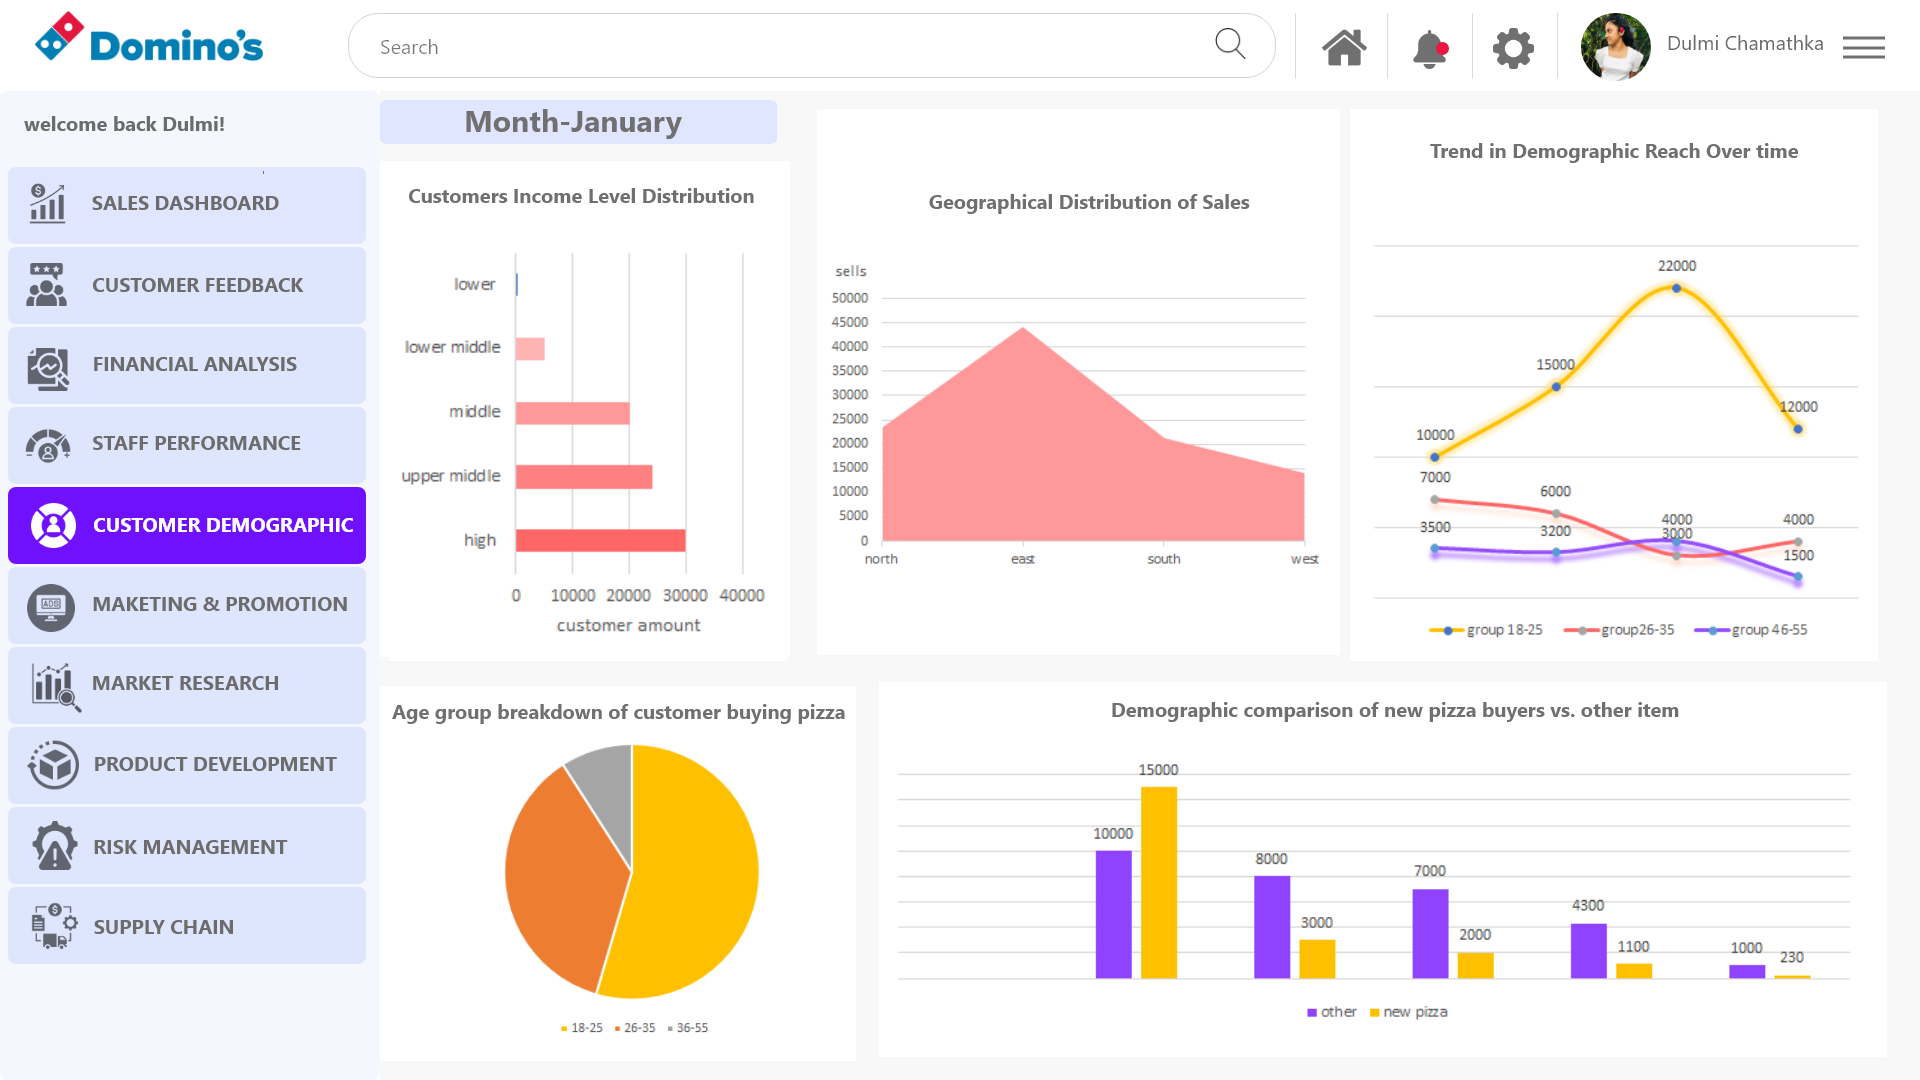 Domino's
Search
Dulmi Chamathka
welcome back Dulmi!
SALES DASHBOARD
CUSTOMER FEEDBACK
FINANCIAL ANALYSIS
STAFF PERFORMANCE
CUSTOMER DEMOGRAPHIC
MAKETING & PROMOTION
ADS
MARKET RESEARCH
PRODUCT DEVELOPMENT
RISK MANAGEMENT
SUPPLY CHAIN
Month-January
Customers Income Level Distribution
lower
lower middle
middle
upper middle
high
0 10000 20000 30000 40000
customer amount
Geographical Distribution of Sales
sells
50000
45000
40000
35000
30000
25000
20000
15000
10000
5000
0
north east south west
Trend in Demographic Reach Over time
22000
15000
12000
10000
7000
6000
4000
4000
3500
3200
3000
1500
group 18-25 group26-35 group 46-55
Age group breakdown of customer buying pizza
18-25 26-35 36-55
Demographic comparison of new pizza buyers vs. other item
10000 15000
8000 3000
7000 2000
4300 1100
1000 230
other new pizza